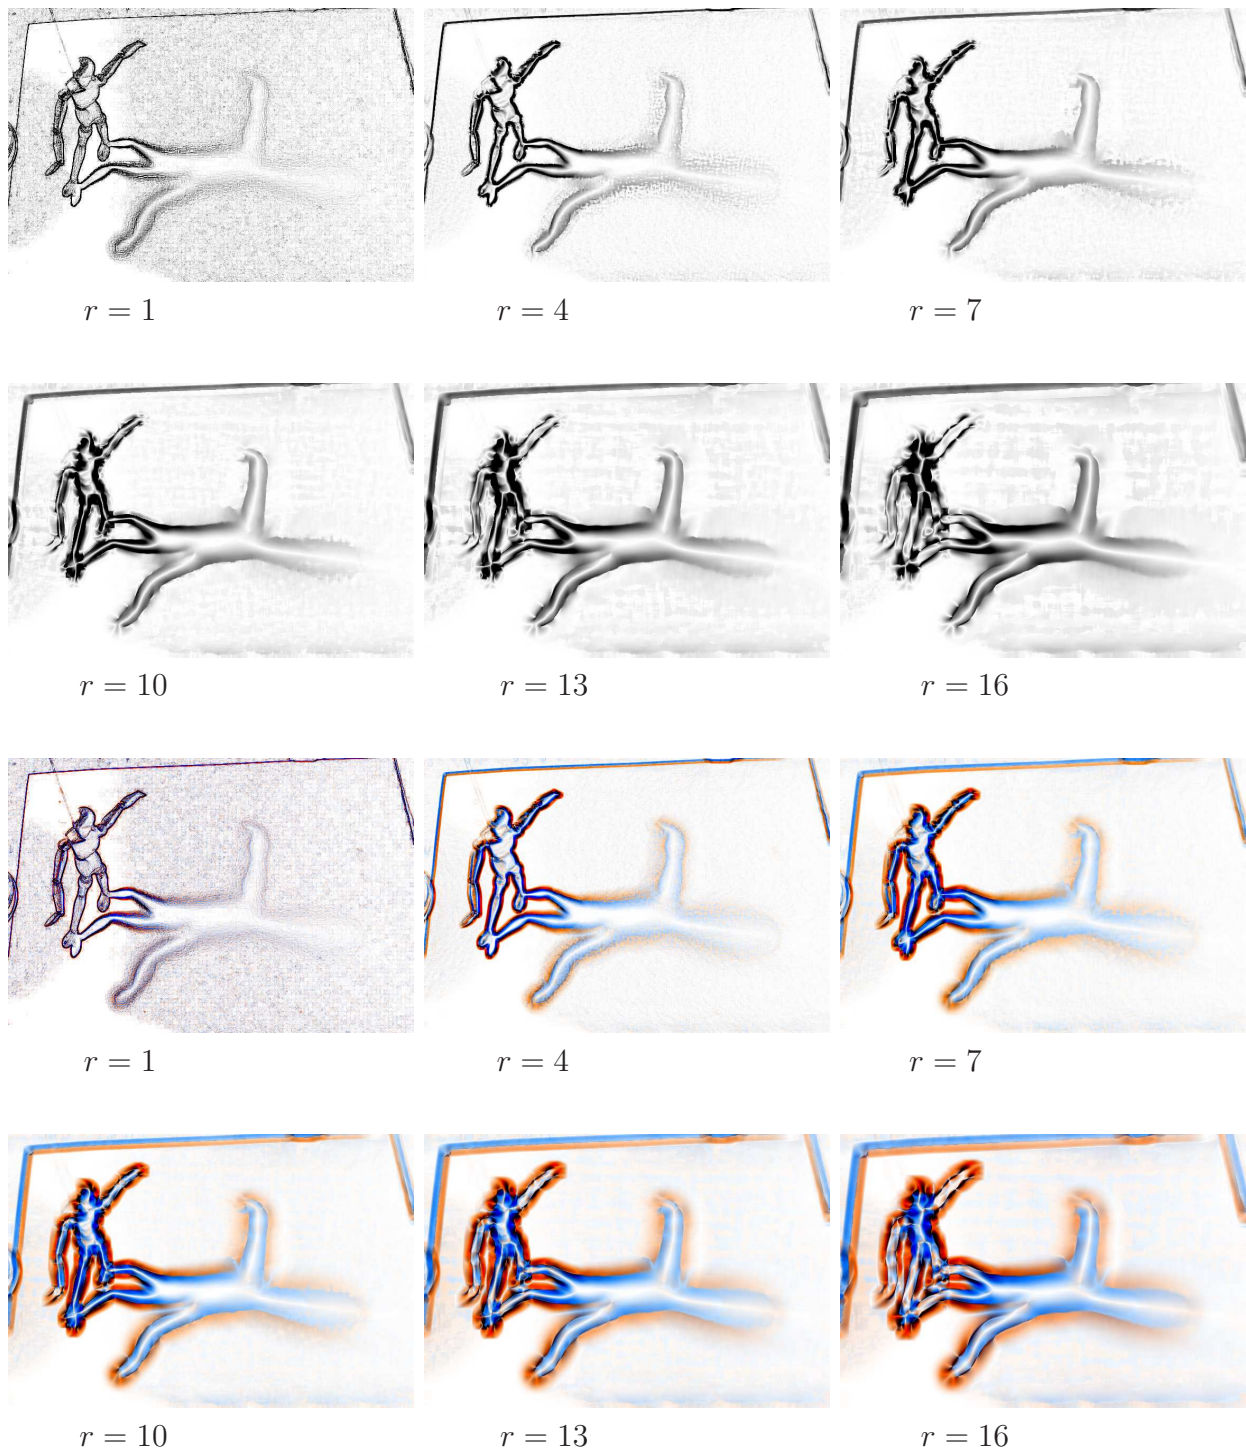 r = 1 r = 4 r = 7
r = 10 r = 13 r = 16
r = 1 r = 4 r = 7
r = 10 r = 13 r = 16